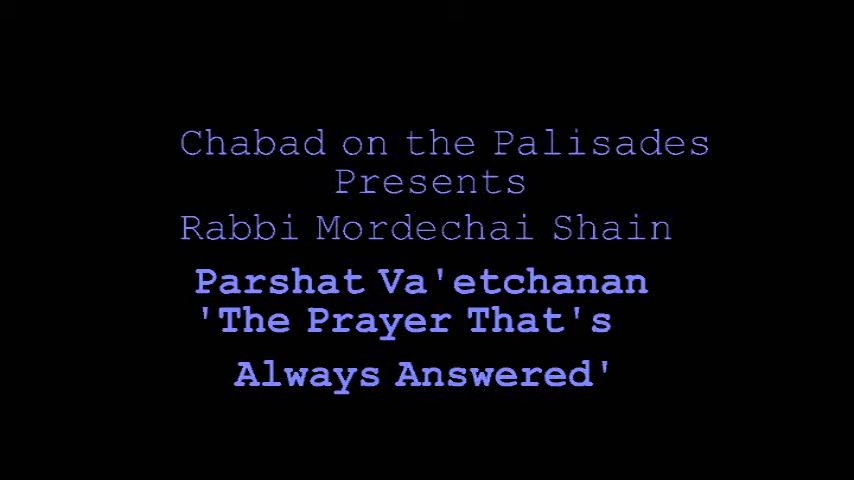 Chabad on the Palisades
Presents
Rabbi Mordechai Shain
Parshat Va'etchanan
'The Prayer That's
Always Answered'